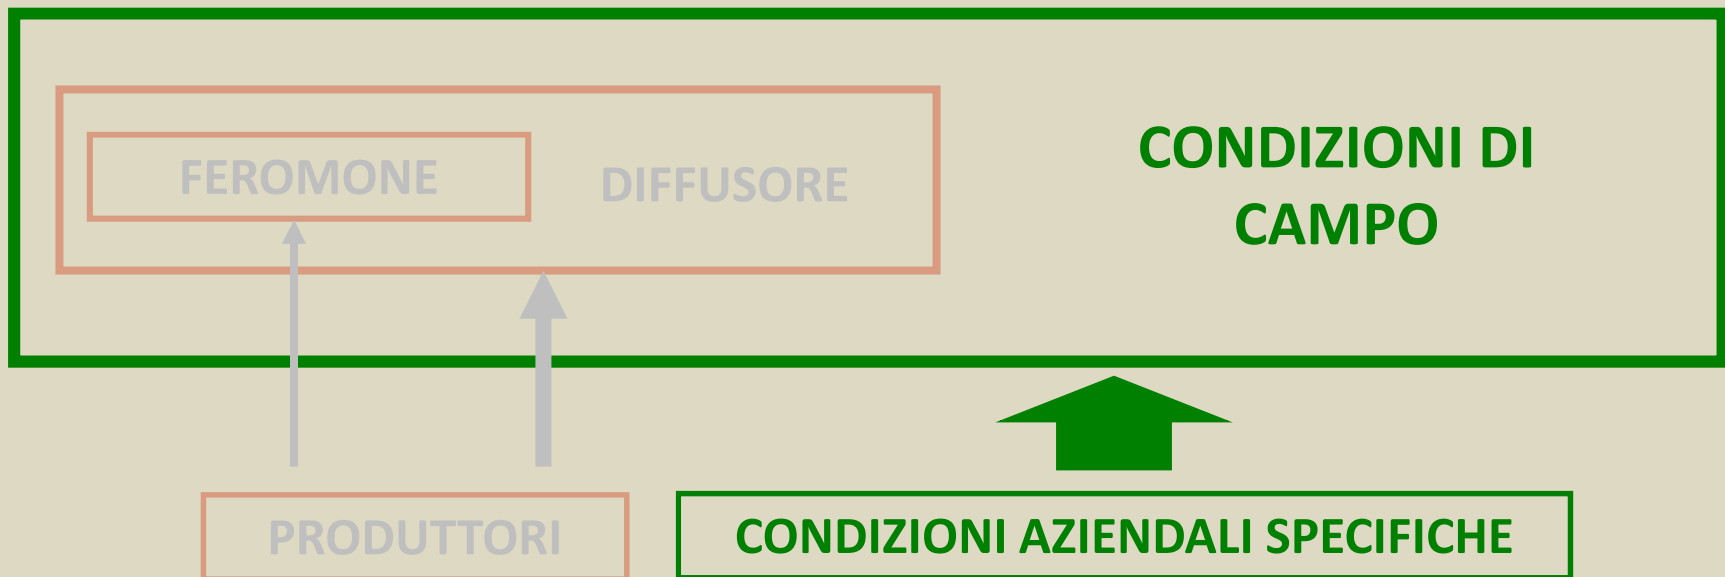 FEROMONE
DIFFUSORE
CONDIZIONI DI
CAMPO
PRODUTTORI
CONDIZIONI AZIENDALI SPECIFICHE